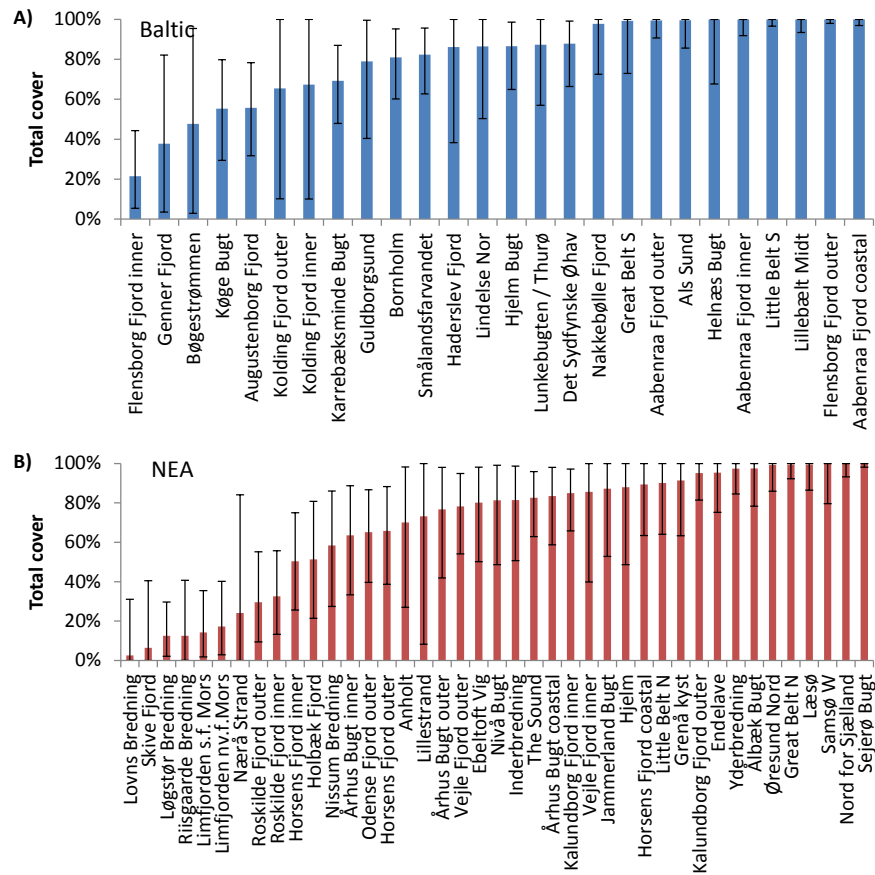 A)
Baltic
Total cover
100%
80%
60%
40%
20%
0%
Flensborg Fjord inner
Genner Fjord
Bøgestrømmen
Køge Bugt
Augustenborg Fjord
Kolding Fjord outer
Kolding Fjord inner
Karrebæksminde Bugt
Guldborgsund
Bornholm
Smålandsfarvandet
Haderslev Fjord
Lindelse Nor
Hjelm Bugt
Lunkebugten / Thurø
Det Sydfynske Øhav
Nakkebølle Fjord
Great Belt S
Aabenraa Fjord outer
Als Sund
Helnæs Bugt
Aabenraa Fjord inner
Little Belt S
Lillebælt Midt
Flensborg Fjord outer
Aabenraa Fjord coastal
B)
NEA
Total cover
100%
80%
60%
40%
20%
0%
Lovns Bredning
Skive Fjord
Løgstør Bredning
Riisgaarde Bredning
Limfjorden s.f. Mors
Limfjorden nv.f.Mors
Nærå Strand
Roskilde Fjord outer
Roskilde Fjord inner
Horsens Fjord inner
Holbæk Fjord
Nissum Bredning
Århus Bugt inner
Odense Fjord outer
Horsens Fjord outer
Anholt
Lillestrand
Århus Bugt outer
Vejle Fjord outer
Ebeltoft Vig
Nivå Bugt
Inderbredning
The Sound
Århus Bugt coastal
Kalundborg Fjord inner
Vejle Fjord inner
Jammerland Bugt
Hjelm
Horsens Fjord coastal
Little Belt N
Grenå kyst
Kalundborg Fjord outer
Endelave
Yderbredning
Ålbæk Bugt
Øresund Nord
Great Belt N
Læsø
Samsø W
Nord for Sjælland
Sejerø Bugt